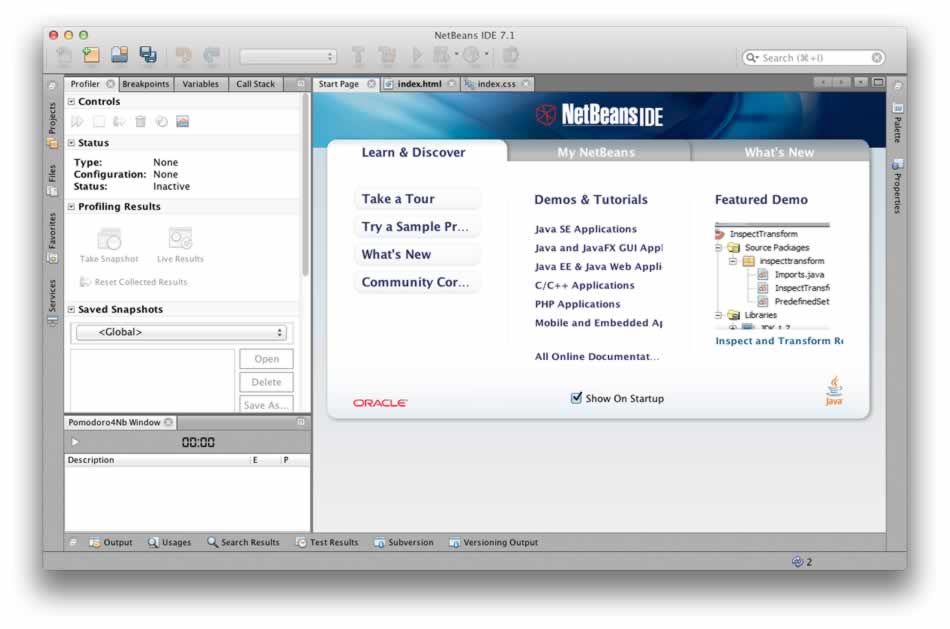 NetBeans IDE 7.1
Search (⌘+I)
Profiler
Breakpoints
Variables
Call Stack
Start Page
index.html
index.css
Projects
Files
Favorites
Services
Palette
Properties
Controls
Status
Type: None
Configuration: None
Status: Inactive
Profiling Results
Take Snapshot
Live Results
Reset Collected Results
Saved Snapshots
<Global>
Open
Delete
Save As...
Pomodoro4Nb Window
00:00
Description E P
NetBeans IDE
Learn & Discover
My NetBeans
What's New
Take a Tour
Try a Sample Pr...
What's New
Community Cor...
Demos & Tutorials
Java SE Applications
Java and JavaFX GUI Appl
Java EE & Java Web Appli
C/C++ Applications
PHP Applications
Mobile and Embedded Ap
All Online Documentat...
Featured Demo
InspectTransform
Source Packages
inspecttransform
Imports.java
InspectTransf
PredefinedSet
Libraries
JDK 1.7
Inspect and Transform Re
ORACLE
Show On Startup
Java
Output
Usages
Search Results
Test Results
Subversion
Versioning Output
2